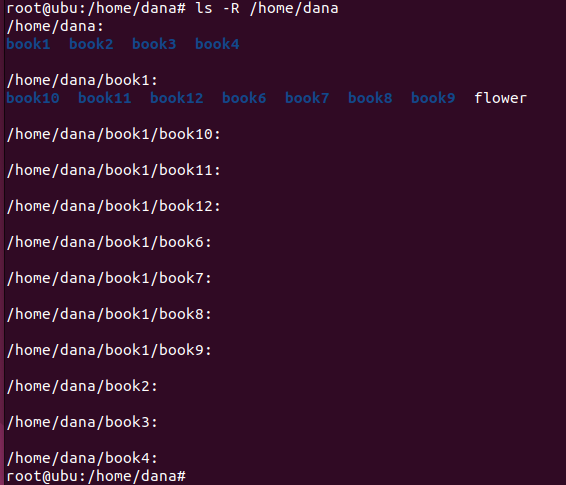 root@ubu:/home/dana# ls -R /home/dana
/home/dana:
book1  book2  book3  book4

/home/dana/book1:
book10  book11  book12  book6  book7  book8  book9  flower

/home/dana/book1/book10:

/home/dana/book1/book11:

/home/dana/book1/book12:

/home/dana/book1/book6:

/home/dana/book1/book7:

/home/dana/book1/book8:

/home/dana/book1/book9:

/home/dana/book2:

/home/dana/book3:

/home/dana/book4:
root@ubu:/home/dana#